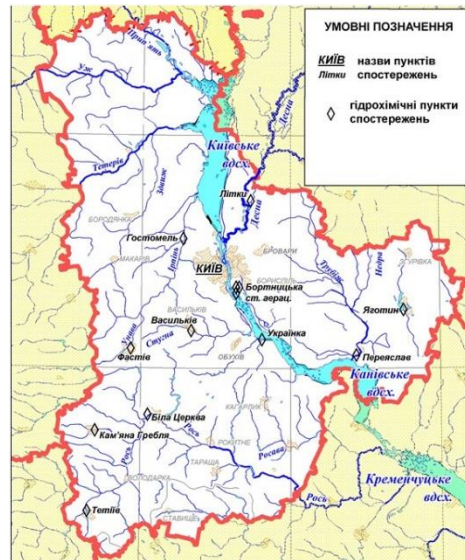 УМОВНІ ПОЗНАЧЕННЯ
КИЇВ назви пунктів
Літки спостережень
гідрохімічні пункти
спостережень
Прип'ять
Уж
Тетерів
Здвиж
Київське
вдсх.
Десна
Літки
Десна
БОРОДЯНКА
Гостомель
МАКАРІВ
Ірпінь
КИЇВ
БРОВАРИ
Трубіж
Недра
ЗГУРІВКА
БОРИСПІЛЬ
Бортницька
ст. аерац.
Яготин
ВАСИЛЬКІВ
Васильків
Стугна
Унава
Фастів
Українка
ОБУХІВ
Переяслав
Канівське
вдсх.
КАГАРЛИК
Біла Церква
Рось
Кам'яна Гребля
РОКИТНЕ
Росава
Рось
ТАРАЩА
ВОЛОДАРКА
Рось
Кременчуцьке
вдсх.
Тетіїв
СТАВИЩЕ